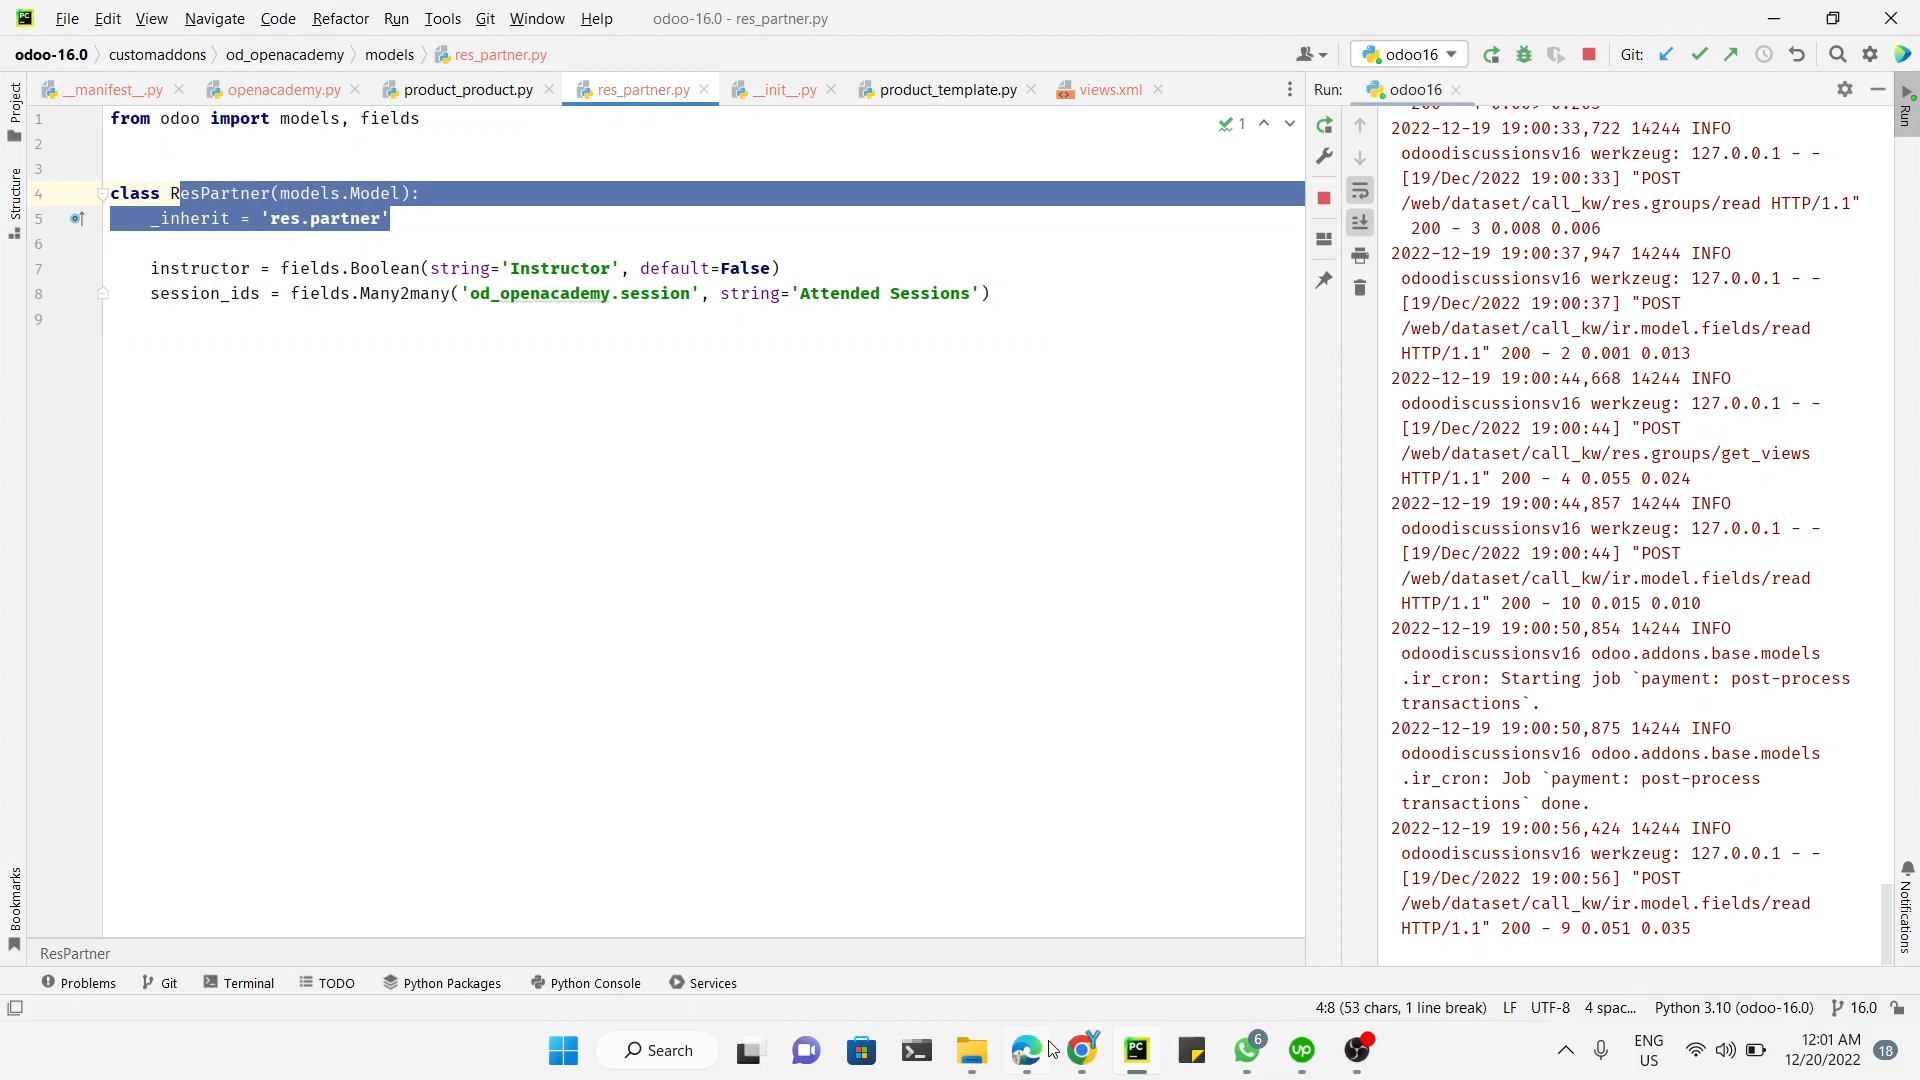 File Edit View Navigate Code Refactor Run Tools Git Window Help odoo-16.0 - res_partner.py
odoo-16.0 customaddons od_openacademy models res_partner.py odoo16 Git:
__manifest__.py openacademy.py product_product.py res_partner.py __init__.py product_template.py views.xml Run: odoo16
Project
Structure
Bookmarks
Run
Notifications
1 from odoo import models, fields
2
3
4 class ResPartner(models.Model):
5 _inherit = 'res.partner'
6
7 instructor = fields.Boolean(string='Instructor', default=False)
8 session_ids = fields.Many2many('od_openacademy.session', string='Attended Sessions')
9
1
2022-12-19 19:00:33,722 14244 INFO
odoodiscussionsv16 werkzeug: 127.0.0.1 - -
[19/Dec/2022 19:00:33] "POST
/web/dataset/call_kw/res.groups/read HTTP/1.1"
200 - 3 0.008 0.006
2022-12-19 19:00:37,947 14244 INFO
odoodiscussionsv16 werkzeug: 127.0.0.1 - -
[19/Dec/2022 19:00:37] "POST
/web/dataset/call_kw/ir.model.fields/read
HTTP/1.1" 200 - 2 0.001 0.013
2022-12-19 19:00:44,668 14244 INFO
odoodiscussionsv16 werkzeug: 127.0.0.1 - -
[19/Dec/2022 19:00:44] "POST
/web/dataset/call_kw/res.groups/get_views
HTTP/1.1" 200 - 4 0.055 0.024
2022-12-19 19:00:44,857 14244 INFO
odoodiscussionsv16 werkzeug: 127.0.0.1 - -
[19/Dec/2022 19:00:44] "POST
/web/dataset/call_kw/ir.model.fields/read
HTTP/1.1" 200 - 10 0.015 0.010
2022-12-19 19:00:50,854 14244 INFO
odoodiscussionsv16 odoo.addons.base.models
.ir_cron: Starting job `payment: post-process
transactions`.
2022-12-19 19:00:50,875 14244 INFO
odoodiscussionsv16 odoo.addons.base.models
.ir_cron: Job `payment: post-process
transactions` done.
2022-12-19 19:00:56,424 14244 INFO
odoodiscussionsv16 werkzeug: 127.0.0.1 - -
[19/Dec/2022 19:00:56] "POST
/web/dataset/call_kw/ir.model.fields/read
HTTP/1.1" 200 - 9 0.051 0.035
ResPartner
Problems Git Terminal TODO Python Packages Python Console Services
4:8 (53 chars, 1 line break) LF UTF-8 4 spac... Python 3.10 (odoo-16.0) 16.0
Search PC up 6
ENG
US
12:01 AM
12/20/2022
18